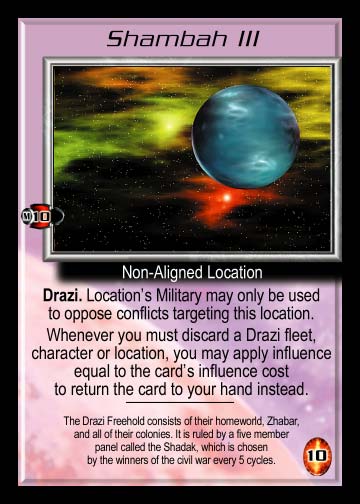 Shambah III
M 10
Non-Aligned Location
Drazi. Location's Military may only be used
to oppose conflicts targeting this location.
Whenever you must discard a Drazi fleet,
character or location, you may apply influence
equal to the card's influence cost
to return the card to your hand instead.
The Drazi Freehold consists of their homeworld, Zhabar,
and all of their colonies. It is ruled by a five member
panel called the Shadak, which is chosen
by the winners of the civil war every 5 cycles.
10